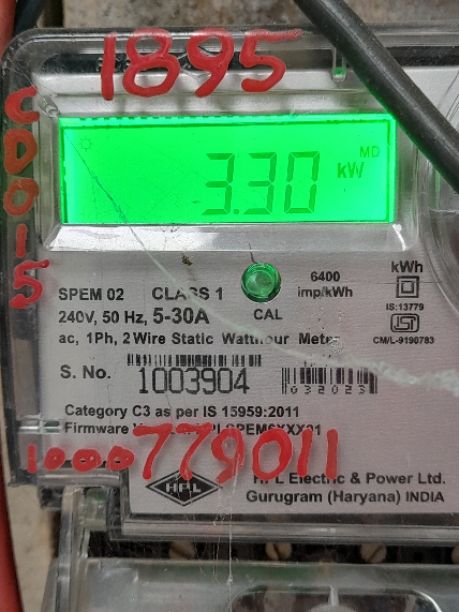 1895
CD015
MD
3.30 kW
6400
imp/kWh
kWh
SPEM 02 CLASS 1
CAL
IS:13779
240V, 50 Hz, 5-30A
CM/L-9190783
ac, 1Ph, 2 Wire Static Watthour
S. No. 1003904
032023
Category C3 as per IS 15959:2011
Firmware
1000779011
HPL
Electric & Power Ltd.
Gurugram (Haryana) INDIA